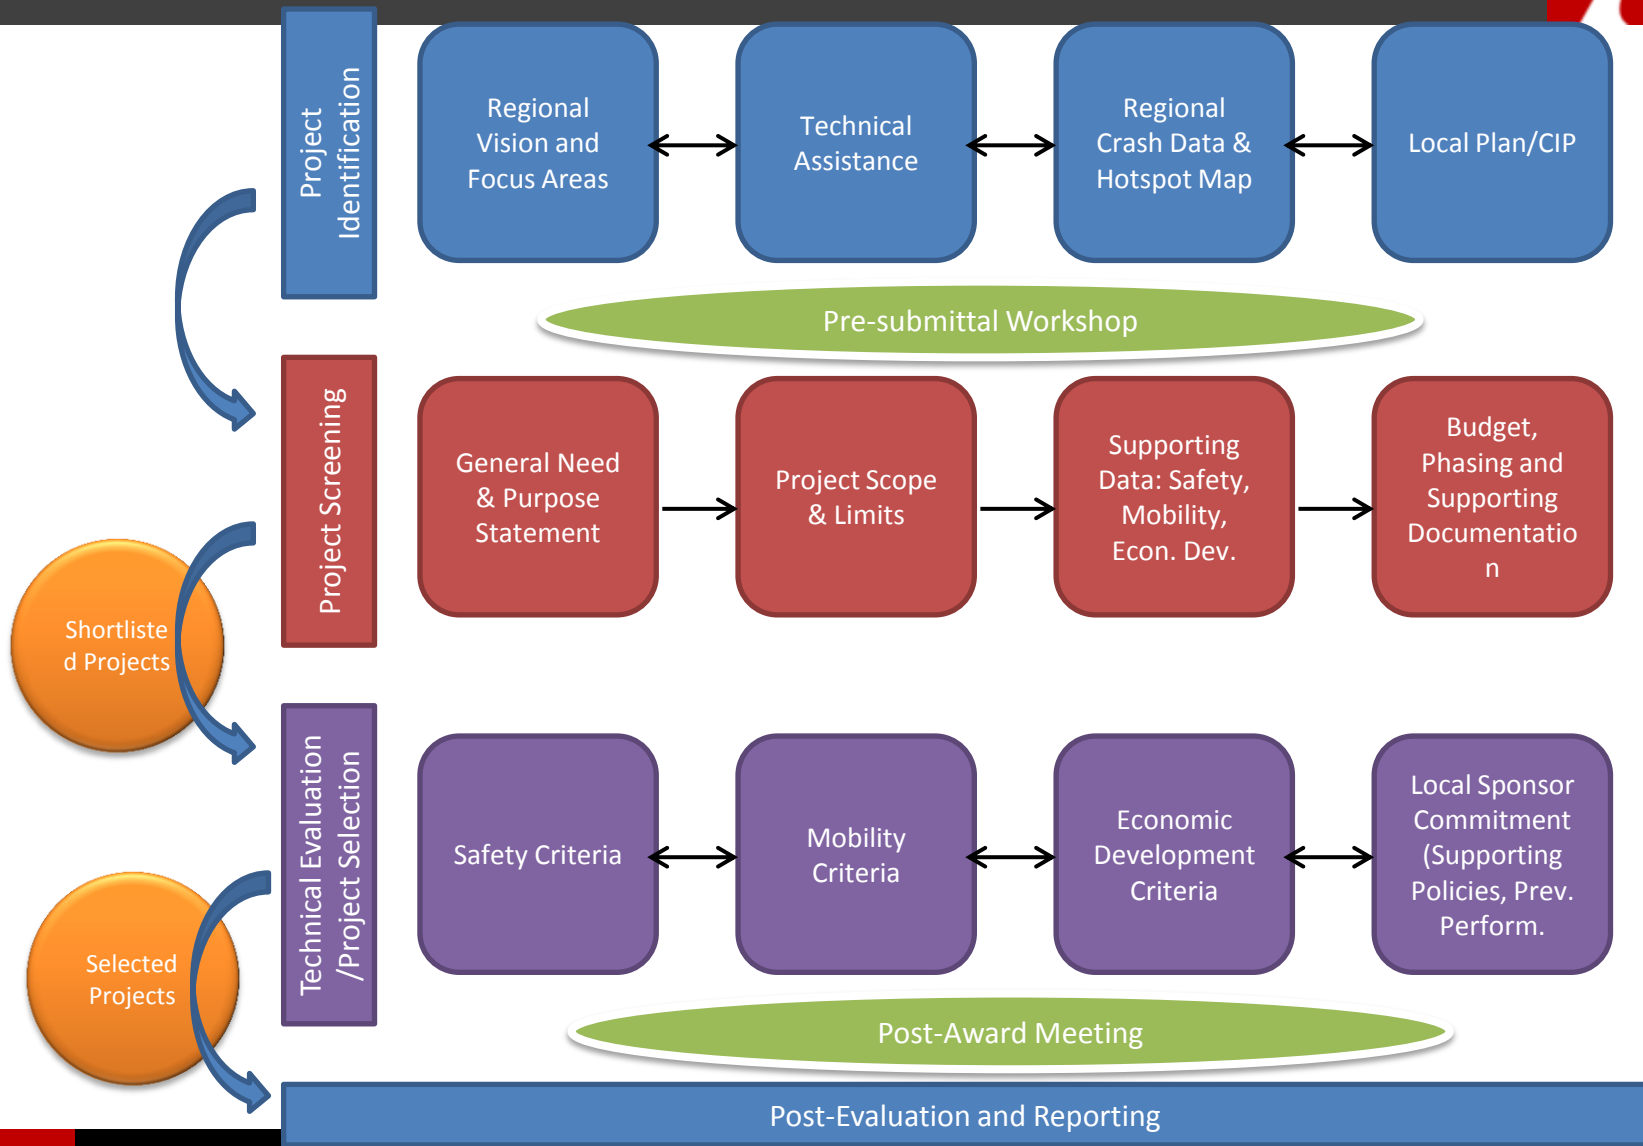 Project
Identification
Regional
Vision and
Focus Areas
Technical
Assistance
Regional
Crash Data &
Hotspot Map
Local Plan/CIP
Pre-submittal Workshop
Project Screening
General Need
& Purpose
Statement
Project Scope
& Limits
Supporting
Data: Safety,
Mobility,
Econ. Dev.
Budget,
Phasing and
Supporting
Documentatio
n
Shortliste
d Projects
Technical Evaluation
/Project Selection
Safety Criteria
Mobility
Criteria
Economic
Development
Criteria
Local Sponsor
Commitment
(Supporting
Policies, Prev.
Perform.
Selected
Projects
Post-Award Meeting
Post-Evaluation and Reporting